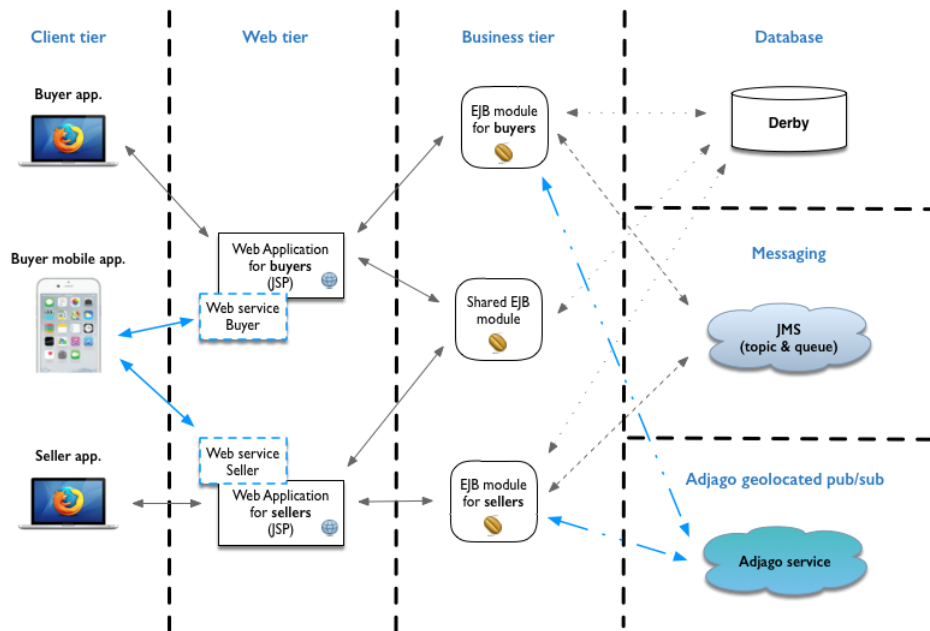 Client tier
Web tier
Business tier
Database
Buyer app.
EJB module
for buyers
Derby
Buyer mobile app.
Web Application
for buyers
(JSP)
Web service
Buyer
Shared EJB
module
Messaging
JMS
(topic & queue)
Seller app.
Web service
Seller
Web Application
for sellers
(JSP)
EJB module
for sellers
Adjago geolocated pub/sub
Adjago service